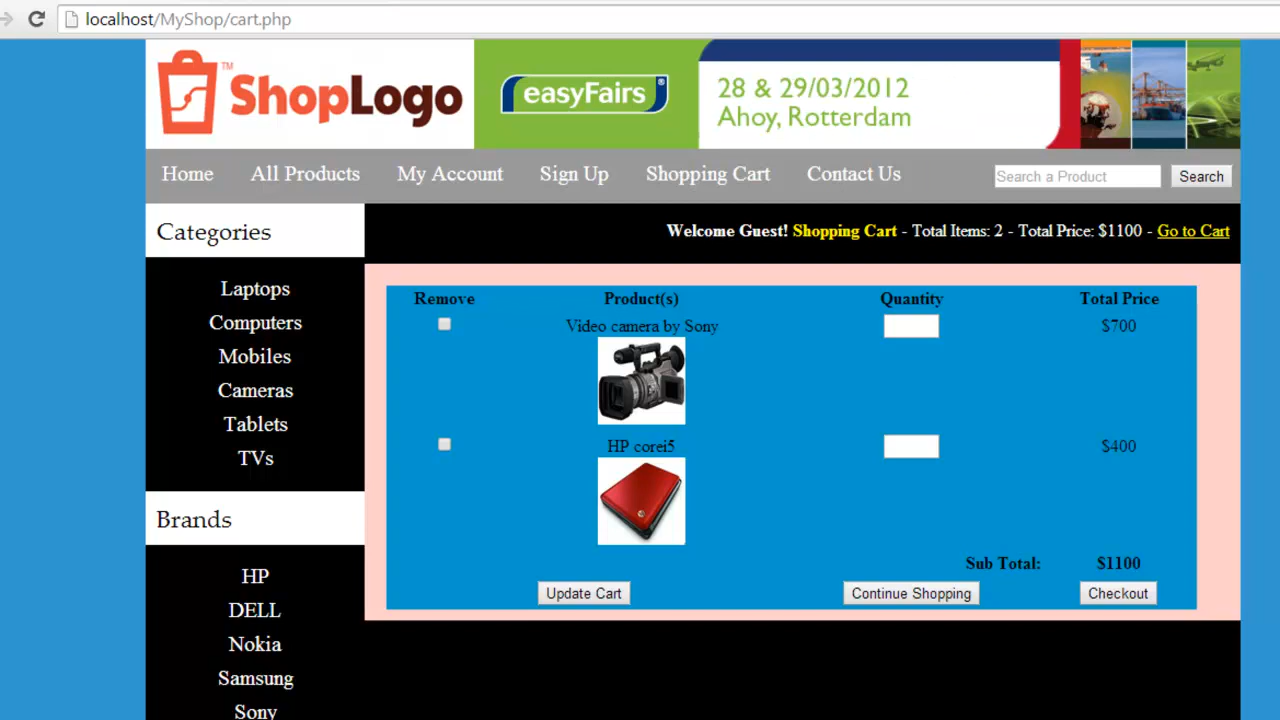 localhost/MyShop/cart.php
ShopLogo™
easyFairs®
28 & 29/03/2012
Ahoy, Rotterdam
Home All Products My Account Sign Up Shopping Cart Contact Us Search a Product Search
Categories
Welcome Guest! Shopping Cart - Total Items: 2 - Total Price: $1100 - Go to Cart
Laptops
Computers
Mobiles
Cameras
Tablets
TVs
Brands
HP
DELL
Nokia
Samsung
Sony
Remove Product(s) Quantity Total Price
Video camera by Sony $700
HP corei5 $400
Sub Total: $1100
Update Cart Continue Shopping Checkout